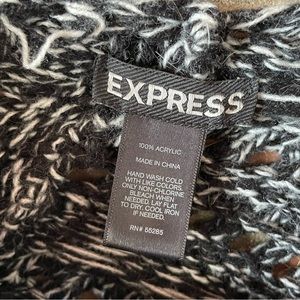 EXPRESS
100% ACRYLIC
MADE IN CHINA
HAND WASH COLD
WITH LIKE COLORS
ONLY NON-CHLORINE
BLEACH WHEN
NEEDED. LAY FLAT
TO DRY. COOL IRON
IF NEEDED.
RN# 55285